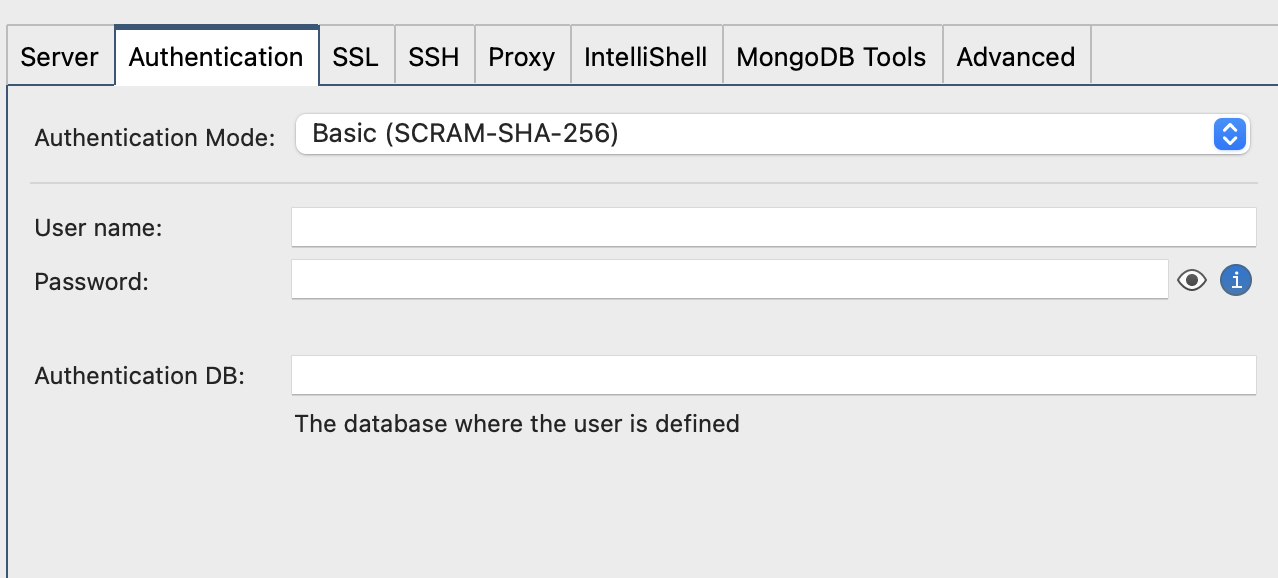 Server Authentication SSL SSH Proxy IntelliShell MongoDB Tools Advanced
Authentication Mode: Basic (SCRAM-SHA-256)
User name:
Password: i
Authentication DB:
The database where the user is defined